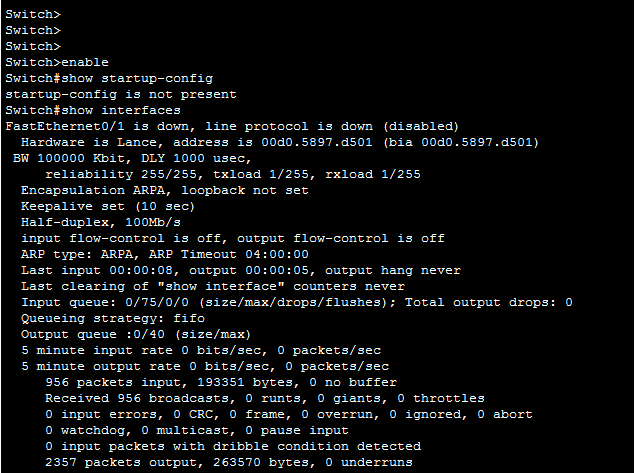 Switch>
Switch>
Switch>
Switch>enable
Switch#show startup-config
startup-config is not present
Switch#show interfaces
FastEthernet0/1 is down, line protocol is down (disabled)
  Hardware is Lance, address is 00d0.5897.d501 (bia 00d0.5897.d501)
 BW 100000 Kbit, DLY 1000 usec,
     reliability 255/255, txload 1/255, rxload 1/255
  Encapsulation ARPA, loopback not set
  Keepalive set (10 sec)
  Half-duplex, 100Mb/s
  input flow-control is off, output flow-control is off
  ARP type: ARPA, ARP Timeout 04:00:00
  Last input 00:00:08, output 00:00:05, output hang never
  Last clearing of "show interface" counters never
  Input queue: 0/75/0/0 (size/max/drops/flushes); Total output drops: 0
  Queueing strategy: fifo
  Output queue :0/40 (size/max)
  5 minute input rate 0 bits/sec, 0 packets/sec
  5 minute output rate 0 bits/sec, 0 packets/sec
     956 packets input, 193351 bytes, 0 no buffer
     Received 956 broadcasts, 0 runts, 0 giants, 0 throttles
     0 input errors, 0 CRC, 0 frame, 0 overrun, 0 ignored, 0 abort
     0 watchdog, 0 multicast, 0 pause input
     0 input packets with dribble condition detected
     2357 packets output, 263570 bytes, 0 underruns